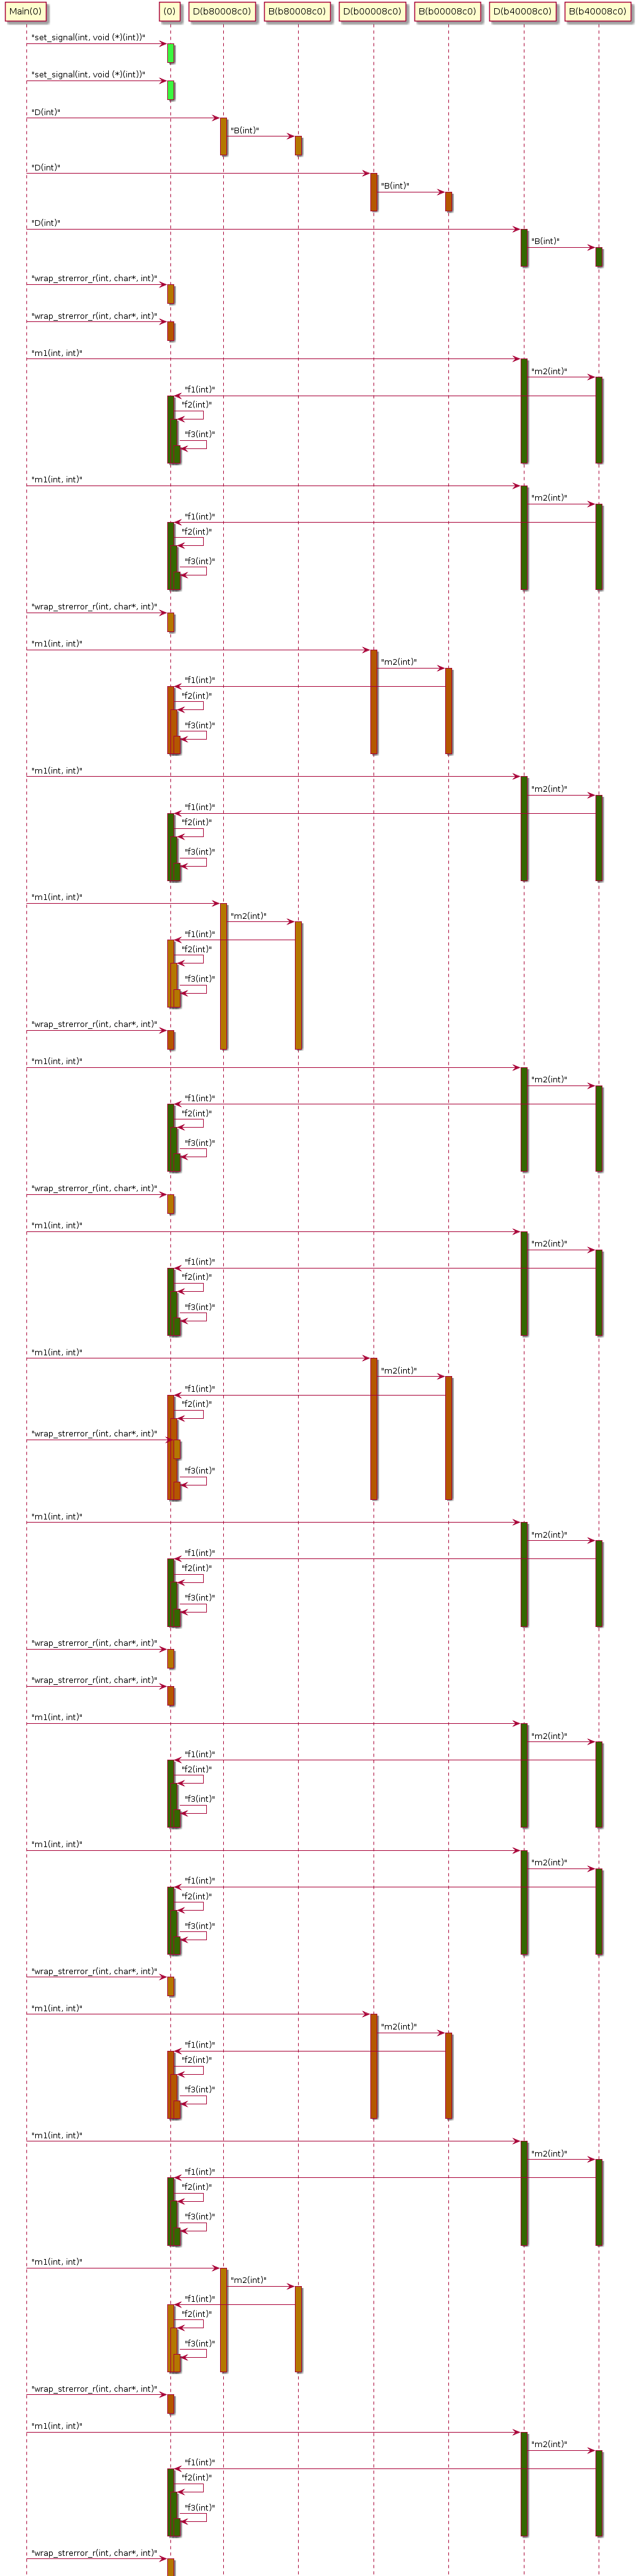 Main(0) (0) D(b80008c0) B(b80008c0) D(b00008c0) B(b00008c0) D(b40008c0) B(b40008c0)
"set_signal(int, void (*)(int))"
"set_signal(int, void (*)(int))"
"D(int)"
"B(int)"
"D(int)"
"B(int)"
"D(int)"
"B(int)"
"wrap_strerror_r(int, char*, int)"
"wrap_strerror_r(int, char*, int)"
"m1(int, int)"
"m2(int)"
"f1(int)"
"f2(int)"
"f3(int)"
"m1(int, int)"
"m2(int)"
"f1(int)"
"f2(int)"
"f3(int)"
"wrap_strerror_r(int, char*, int)"
"m1(int, int)"
"m2(int)"
"f1(int)"
"f2(int)"
"f3(int)"
"m1(int, int)"
"m2(int)"
"f1(int)"
"f2(int)"
"f3(int)"
"m1(int, int)"
"m2(int)"
"f1(int)"
"f2(int)"
"f3(int)"
"wrap_strerror_r(int, char*, int)"
"m1(int, int)"
"m2(int)"
"f1(int)"
"f2(int)"
"f3(int)"
"wrap_strerror_r(int, char*, int)"
"m1(int, int)"
"m2(int)"
"f1(int)"
"f2(int)"
"f3(int)"
"m1(int, int)"
"m2(int)"
"f1(int)"
"f2(int)"
"wrap_strerror_r(int, char*, int)"
"f3(int)"
"m1(int, int)"
"m2(int)"
"f1(int)"
"f2(int)"
"f3(int)"
"wrap_strerror_r(int, char*, int)"
"wrap_strerror_r(int, char*, int)"
"m1(int, int)"
"m2(int)"
"f1(int)"
"f2(int)"
"f3(int)"
"m1(int, int)"
"m2(int)"
"f1(int)"
"f2(int)"
"f3(int)"
"wrap_strerror_r(int, char*, int)"
"m1(int, int)"
"m2(int)"
"f1(int)"
"f2(int)"
"f3(int)"
"m1(int, int)"
"m2(int)"
"f1(int)"
"f2(int)"
"f3(int)"
"m1(int, int)"
"m2(int)"
"f1(int)"
"f2(int)"
"f3(int)"
"wrap_strerror_r(int, char*, int)"
"m1(int, int)"
"m2(int)"
"f1(int)"
"f2(int)"
"f3(int)"
"wrap_strerror_r(int, char*, int)"